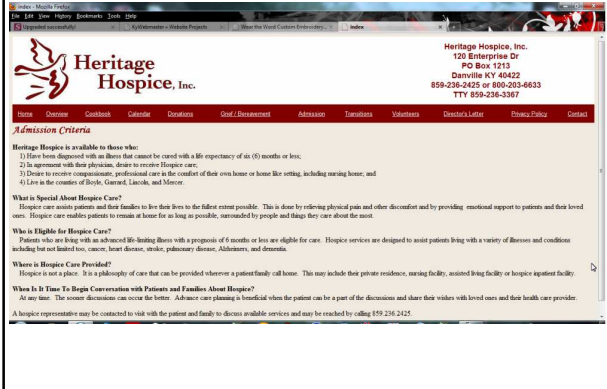 index - Mozilla Firefox
File Edit View History Bookmarks Tools Help
Upgraded successfully!
KyWebmaster » Website Projects
Wear the Word Custom Embroidery...
index
Heritage
Hospice, Inc.
Heritage Hospice, Inc.
120 Enterprise Dr
PO Box 1213
Danville KY 40422
859-236-2425 or 800-203-6633
TTY 859-236-3367
Home Overview Cookbook Calendar Donations Grief / Bereavement Admission Transitions Volunteers Director's Letter Privacy Policy Contact
Admission Criteria
Heritage Hospice is available to those who:
1) Have been diagnosed with an illness that cannot be cured with a life expectancy of six (6) months or less;
2) In agreement with their physician, desire to receive Hospice care;
3) Desire to receive compassionate, professional care in the comfort of their own home or home like setting, including nursing home; and
4) Live in the counties of Boyle, Garrard, Lincoln, and Mercer.
What is Special About Hospice Care?
Hospice care assists patients and their families to live their lives to the fullest extent possible. This is done by relieving physical pain and other discomfort and by providing emotional support to patients and their loved
ones. Hospice care enables patients to remain at home for as long as possible, surrounded by people and things they care about the most.
Who is Eligible for Hospice Care?
Patients who are living with an advanced life-limiting illness with a prognosis of 6 months or less are eligible for care. Hospice services are designed to assist patients living with a variety of illnesses and conditions
including but not limited too, cancer, heart disease, stroke, pulmonary disease, Alzheimers, and dementia.
Where is Hospice Care Provided?
Hospice is not a place. It is a philosophy of care that can be provided wherever a patient/family call home. This may include their private residence, nursing facility, assisted living facility or hospice inpatient facility.
When Is It Time To Begin Conversation with Patients and Families About Hospice?
At any time. The sooner discussions can occur the better. Advance care planning is beneficial when the patient can be a part of the discussions and share their wishes with loved ones and their health care provider.
A hospice representative may be contacted to visit with the patient and family to discuss available services and may be reached by calling 859.236.2425.